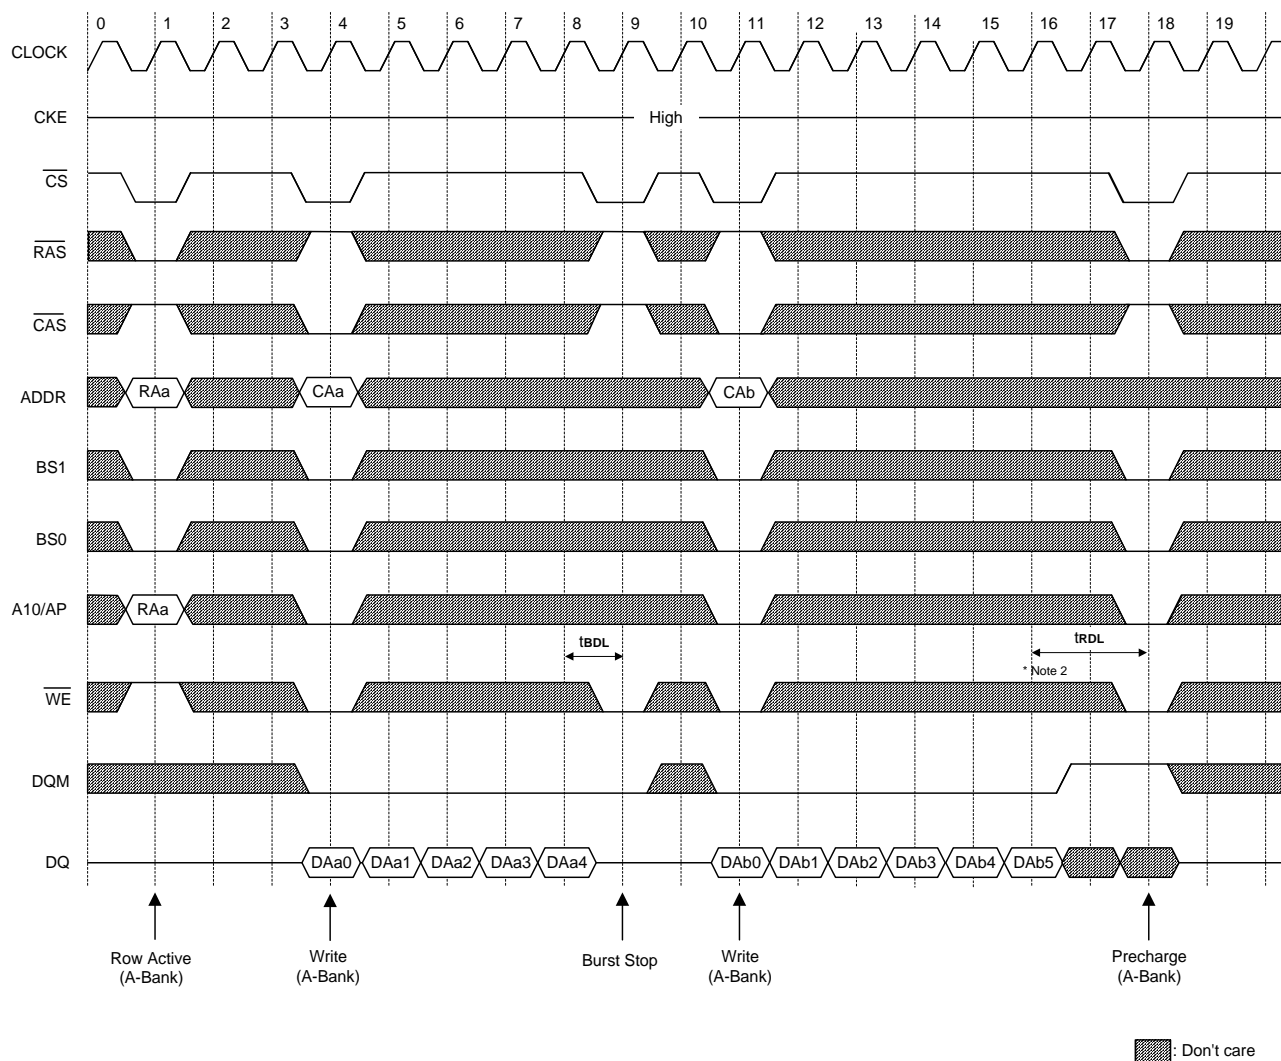 0 1 2 3 4 5 6 7 8 9 10 11 12 13 14 15 16 17 18 19
CLOCK
CKE
High
CS
RAS
CAS
ADDR
RAa
CAa
CAb
BS1
BS0
A10/AP
RAa
tBDL
tRDL
* Note 2
WE
DQM
DQ
DAa0 DAa1 DAa2 DAa3 DAa4 DAb0 DAb1 DAb2 DAb3 DAb4 DAb5
Row Active
(A-Bank)
Write
(A-Bank)
Burst Stop
Write
(A-Bank)
Precharge
(A-Bank)
: Don't care